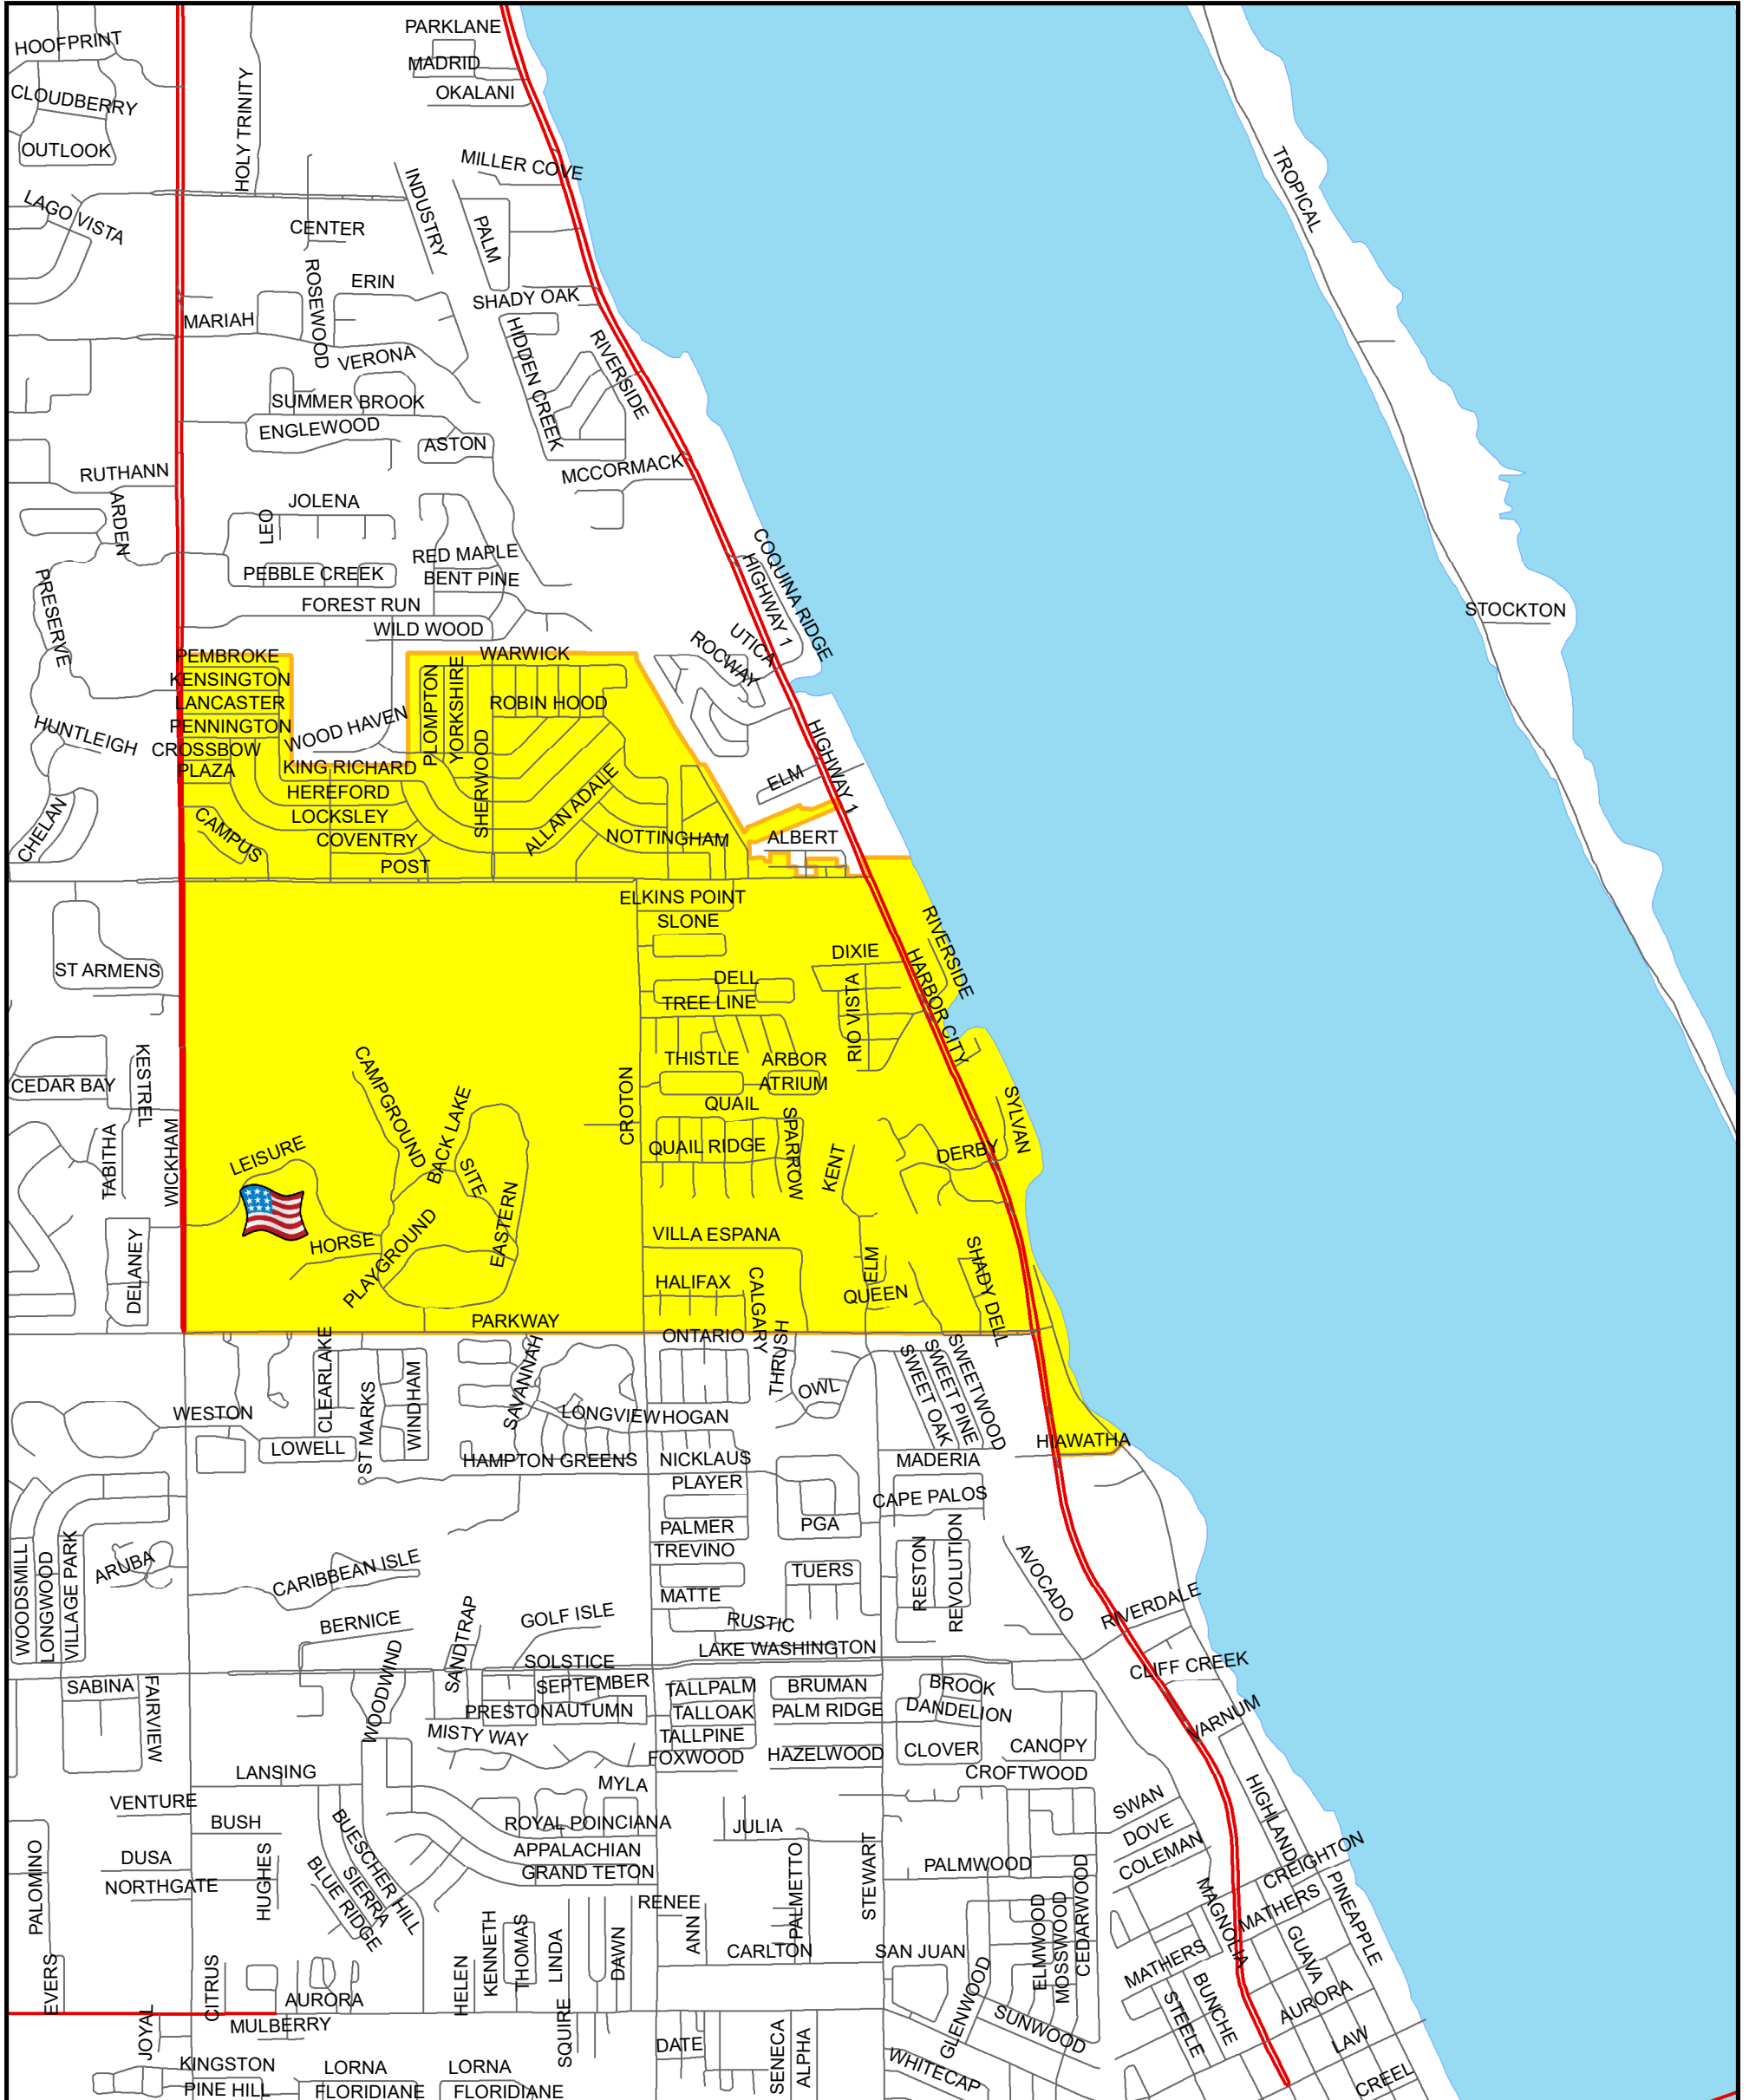 PARKLANE
HOOFPRINT
MADRID
CLOUDBERRY
OKALANI
HOLY TRINITY
OUTLOOK
MILLER COVE
TROPICAL
INDUSTRY
LAGO VISTA
CENTER
PALM
ROSEWOOD
ERIN
SHADY OAK
MARIAH
HIDDEN CREEK
RIVERSIDE
VERONA
SUMMER BROOK
ENGLEWOOD
ASTON
RUTHANN
MCCORMACK
ARDEN
JOLENA
LEO
COQUINA RIDGE
HIGHWAY 1
RED MAPLE
PEBBLE CREEK
BENT PINE
PRESERVE
FOREST RUN
STOCKTON
WILD WOOD
UTICA
ROCWAY
PEMBROKE
WARWICK
KENSINGTON
PLOMPTON
YORKSHIRE
LANCASTER
ROBIN HOOD
PENNINGTON
WOOD HAVEN
HUNTLEIGH
CROSSBOW
HIGHWAY 1
PLAZA
KING RICHARD
SHERWOOD
ELM
HEREFORD
ALLAN ADALE
CHELAN
CAMPUS
LOCKSLEY
COVENTRY
NOTTINGHAM
ALBERT
POST
ELKINS POINT
SLONE
RIVERSIDE
DIXIE
HARBOR CITY
ST ARMENS
DELL
RIO VISTA
TREE LINE
KESTREL
CAMPGROUND
THISTLE
ARBOR
CEDAR BAY
ATRIUM
BACK LAKE
CROTON
QUAIL
SYLVAN
TABITHA
WICKHAM
LEISURE
SITE
QUAIL RIDGE
SPARROW
KENT
DERBY
EASTERN
DELANEY
HORSE
PLAYGROUND
VILLA ESPANA
ELM
SHADY DELL
HALIFAX
CALGARY
QUEEN
PARKWAY
ONTARIO
THRUSH
CLEARLAKE
SAVANNAH
SWEET OAK
SWEET PINE
SWEETWOOD
WINDHAM
ST MARKS
OWL
WESTON
LONGVIEW
HOGAN
HIAWATHA
LOWELL
HAMPTON GREENS
NICKLAUS
MADERIA
PLAYER
CAPE PALOS
PALMER
PGA
RESTON
REVOLUTION
AVOCADO
WOODSMILL
LONGWOOD
VILLAGE PARK
ARUBA
TREVINO
CARIBBEAN ISLE
TUERS
MATTE
RIVERDALE
BERNICE
SANDTRAP
GOLF ISLE
RUSTIC
LAKE WASHINGTON
WOODWIND
SOLSTICE
CLIFF CREEK
SABINA
FAIRVIEW
SEPTEMBER
TALLPALM
BRUMAN
BROOK
PRESTON
AUTUMN
TALLOAK
PALM RIDGE
DANDELION
MISTY WAY
TALLPINE
VARNUM
FOXWOOD
HAZELWOOD
CLOVER
CANOPY
LANSING
CROFTWOOD
MYLA
HIGHLAND
VENTURE
SWAN
BUSH
BUESCHER HILL
ROYAL POINCIANA
JULIA
DOVE
APPALACHIAN
COLEMAN
CREIGHTON
DUSA
GRAND TETON
PALMWOOD
NORTHGATE
HUGHES
SIERRA
BLUE RIDGE
PALOMINO
STEWART
PALMETTO
PINEAPPLE
MATHERS
MAGNOLIA
RENEE
ANN
ELMWOOD
MOSSWOOD
CEDARWOOD
GUAVA
KENNETH
THOMAS
LINDA
DAWN
CARLTON
SAN JUAN
MATHERS
EVERS
CITRUS
HELEN
AURORA
GLENWOOD
BUNCHE
STEELE
AURORA
JOYAL
MULBERRY
SQUIRE
DATE
SENECA
ALPHA
SUNWOOD
LAW
KINGSTON
LORNA
LORNA
WHITECAP
CREEL
PINE HILL
FLORIDIANE
FLORIDIANE